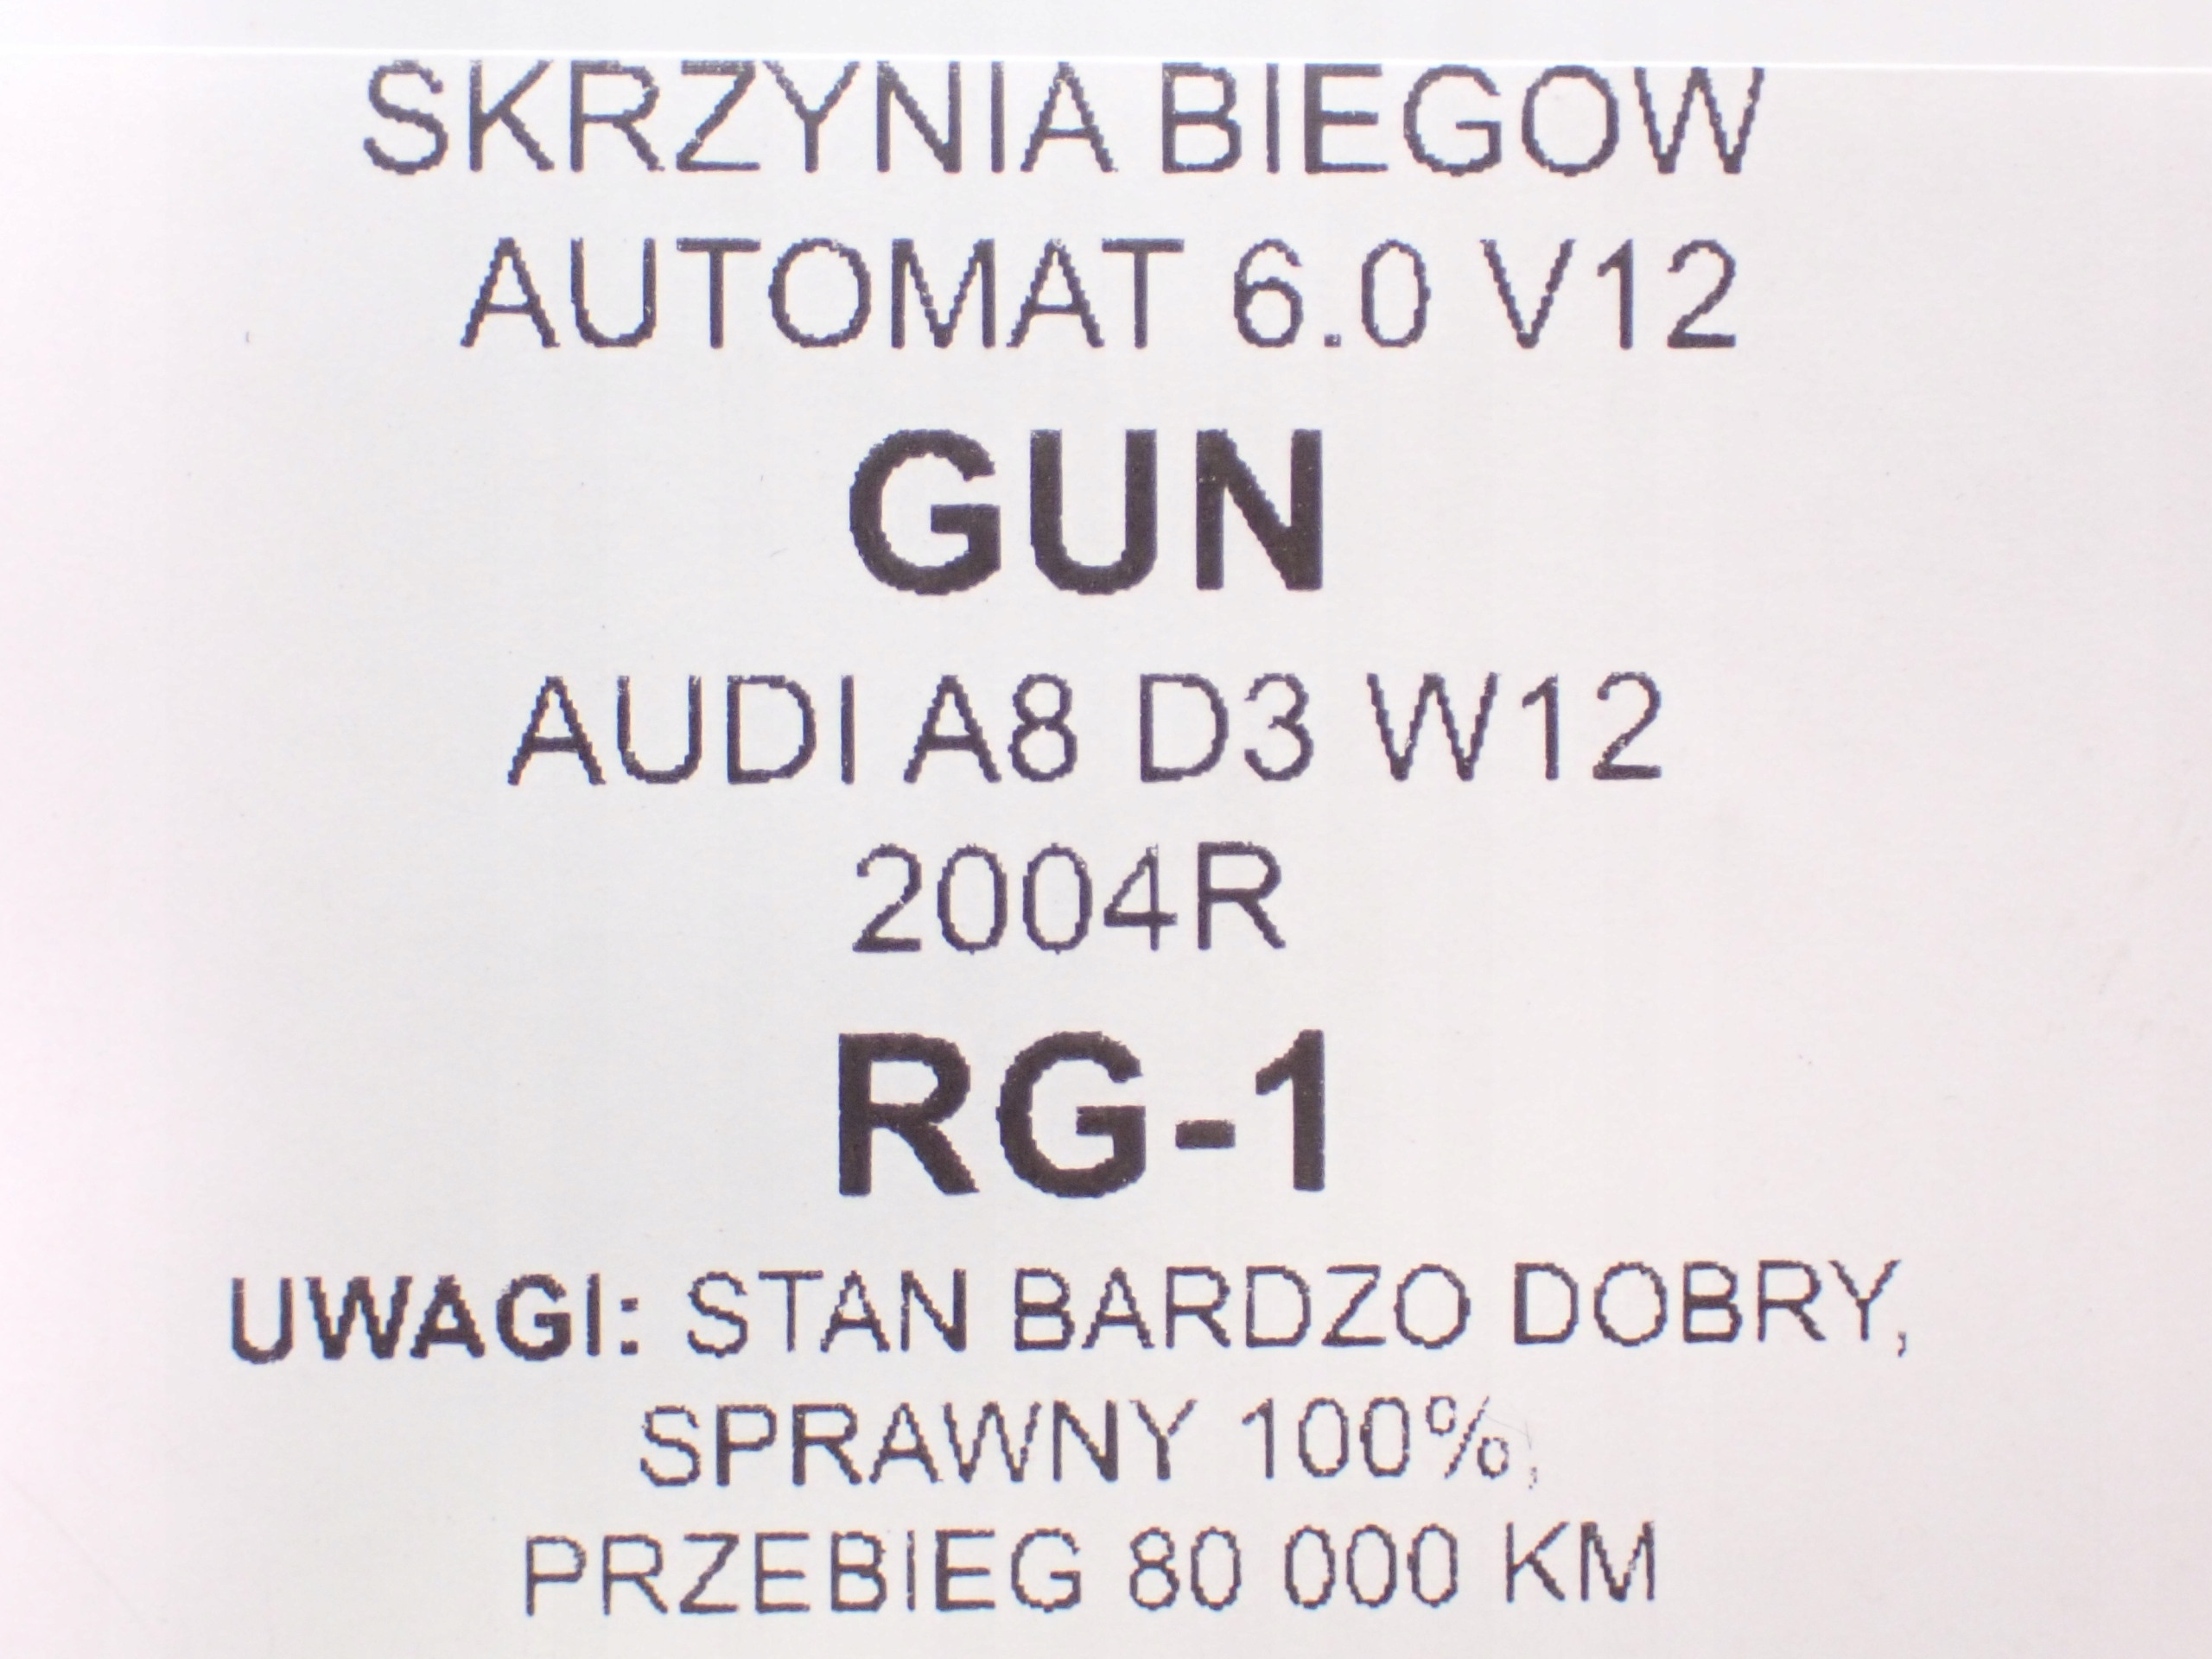 SKRZYNIA BIEGOW
AUTOMAT 6.0 V12
GUN
AUDI A8 D3 W12
2004R
RG-1
UWAGI: STAN BARDZO DOBRY,
SPRAWNY 100%,
PRZEBIEG 80 000 KM